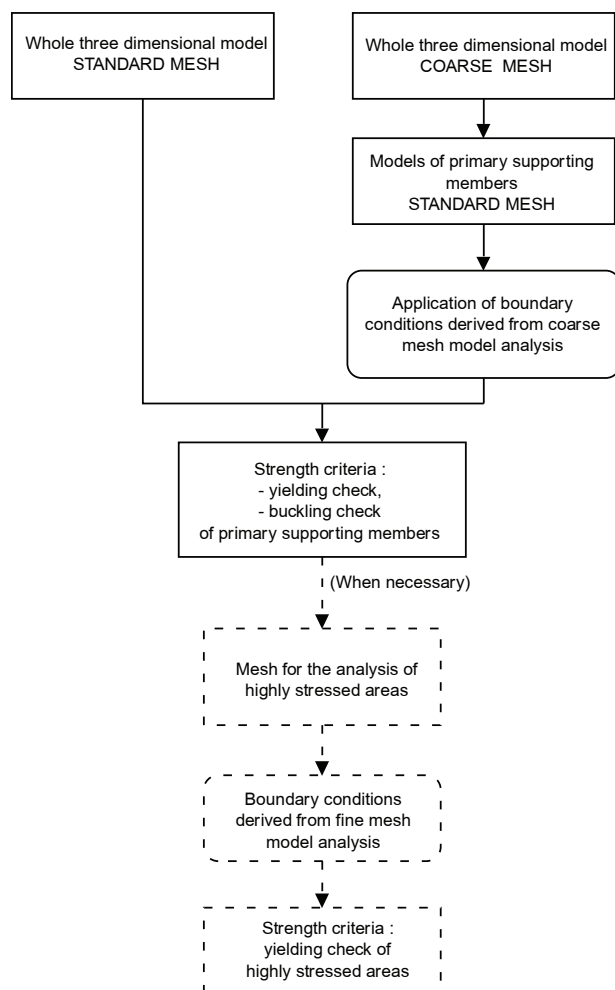 Whole three dimensional model
STANDARD MESH
Whole three dimensional model
COARSE MESH
Models of primary supporting
members
STANDARD MESH
Application of boundary
conditions derived from coarse
mesh model analysis
Strength criteria :
- yielding check,
- buckling check
of primary supporting members
(When necessary)
Mesh for the analysis of
highly stressed areas
Boundary conditions
derived from fine mesh
model analysis
Strength criteria :
yielding check of
highly stressed areas